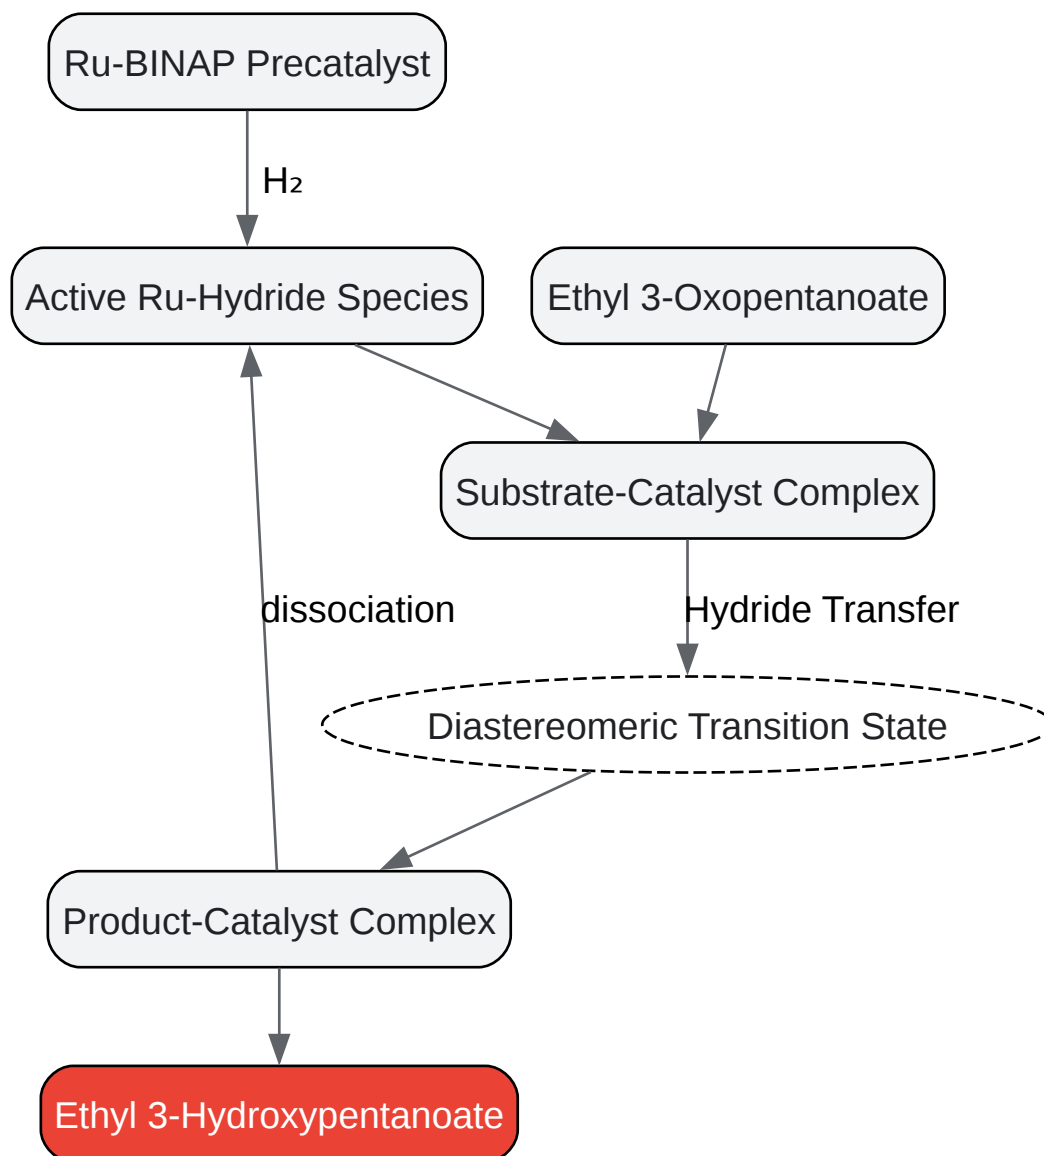 Ru-BINAP Precatalyst
H₂
Active Ru-Hydride Species
Ethyl 3-Oxopentanoate
Substrate-Catalyst Complex
dissociation
Hydride Transfer
Diastereomeric Transition State
Product-Catalyst Complex
Ethyl 3-Hydroxypentanoate